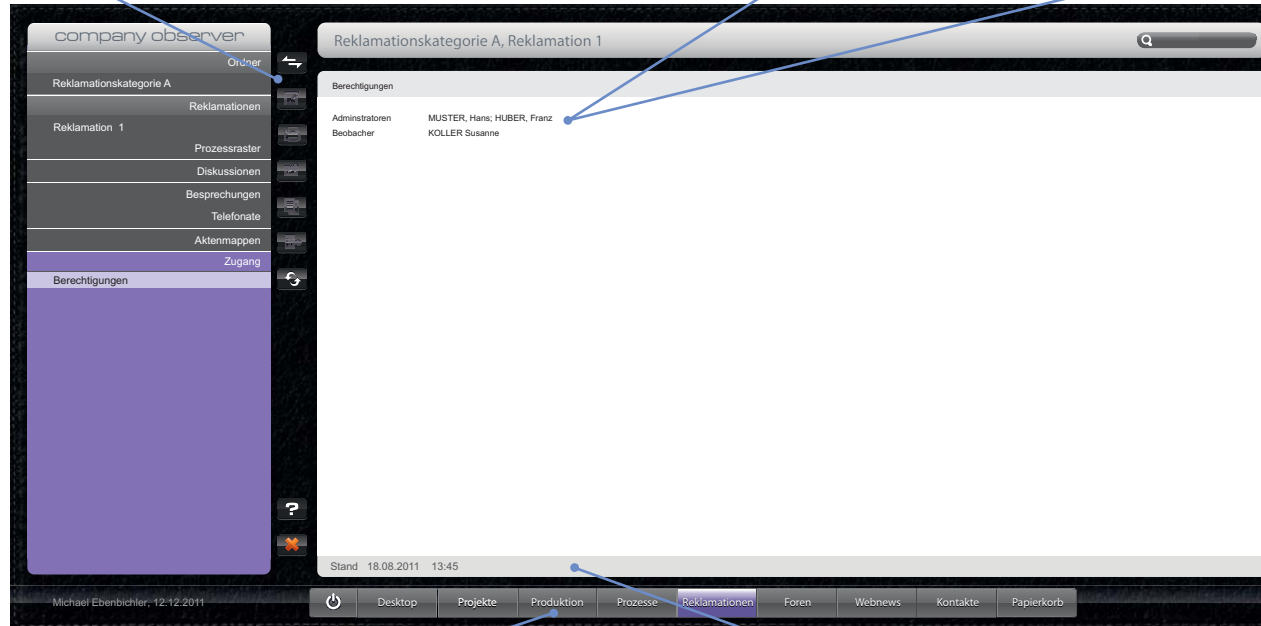 company observer
Ordner
Reklamationskategorie A
Reklamationen
Reklamation 1
Prozessraster
Diskussionen
Besprechungen
Telefonate
Aktenmappen
Zugang
Berechtigungen
Reklamationskategorie A, Reklamation 1
Berechtigungen
Adminstratoren MUSTER, Hans; HUBER, Franz
Beobacher KOLLER Susanne
?
Stand 18.08.2011 13:45
Michael Ebenbichler, 12.12.2011
Desktop Projekte Produktion Prozesse Reklamationen Foren Webnews Kontakte Papierkorb